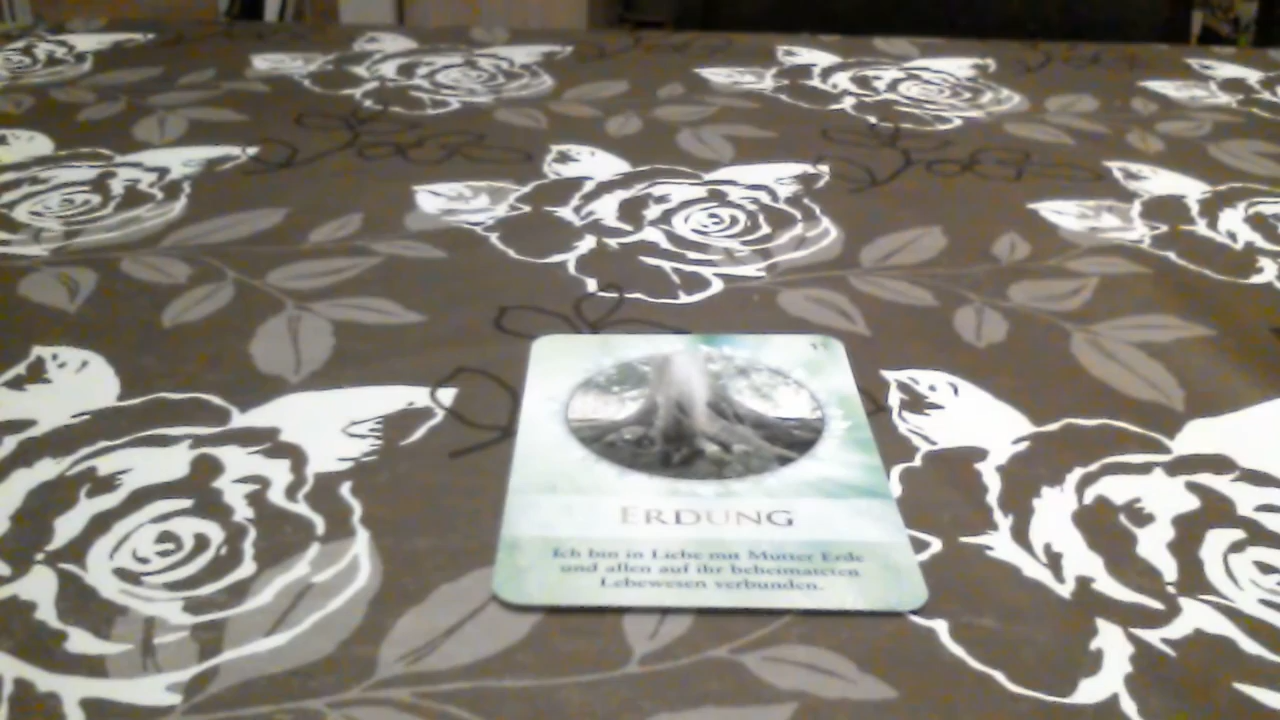 ERDUNG
Ich bin in Liebe mit Mutter Erde
und allen auf ihr beheimateten
Lebewesen verbunden.